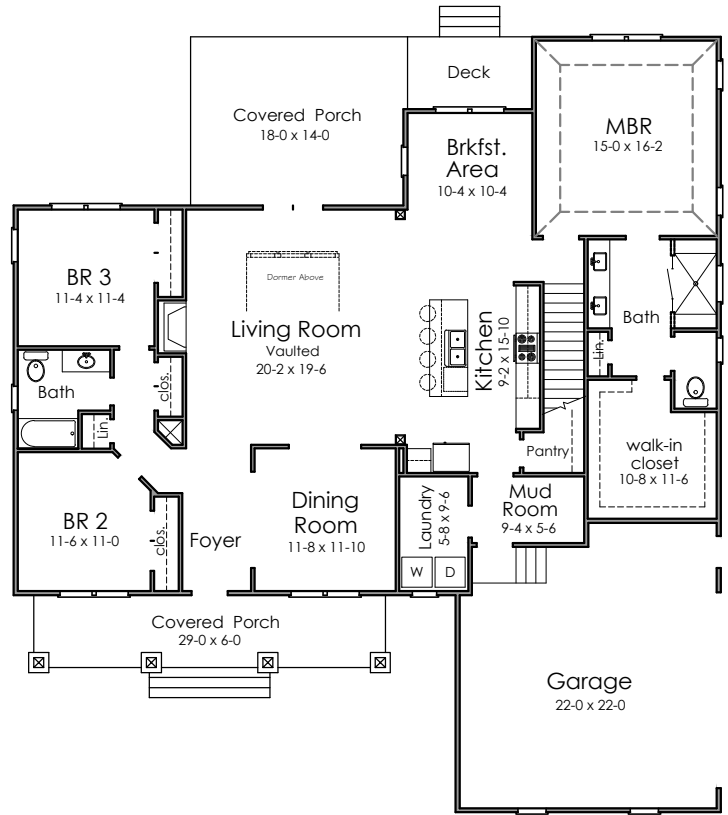 Deck
Covered Porch
18-0 x 14-0
MBR
15-0 x 16-2
Brkfst.
Area
10-4 x 10-4
BR 3
11-4 x 11-4
Dormer Above
Living Room
Vaulted
20-2 x 19-6
Kitchen
9-2 x 15-10
Bath
Lin.
Bath
clos.
Lin.
walk-in
closet
10-8 x 11-6
Pantry
BR 2
11-6 x 11-0
clos.
Foyer
Dining
Room
11-8 x 11-10
Laundry
5-8 x 9-6
W
D
Mud
Room
9-4 x 5-6
Covered Porch
29-0 x 6-0
Garage
22-0 x 22-0